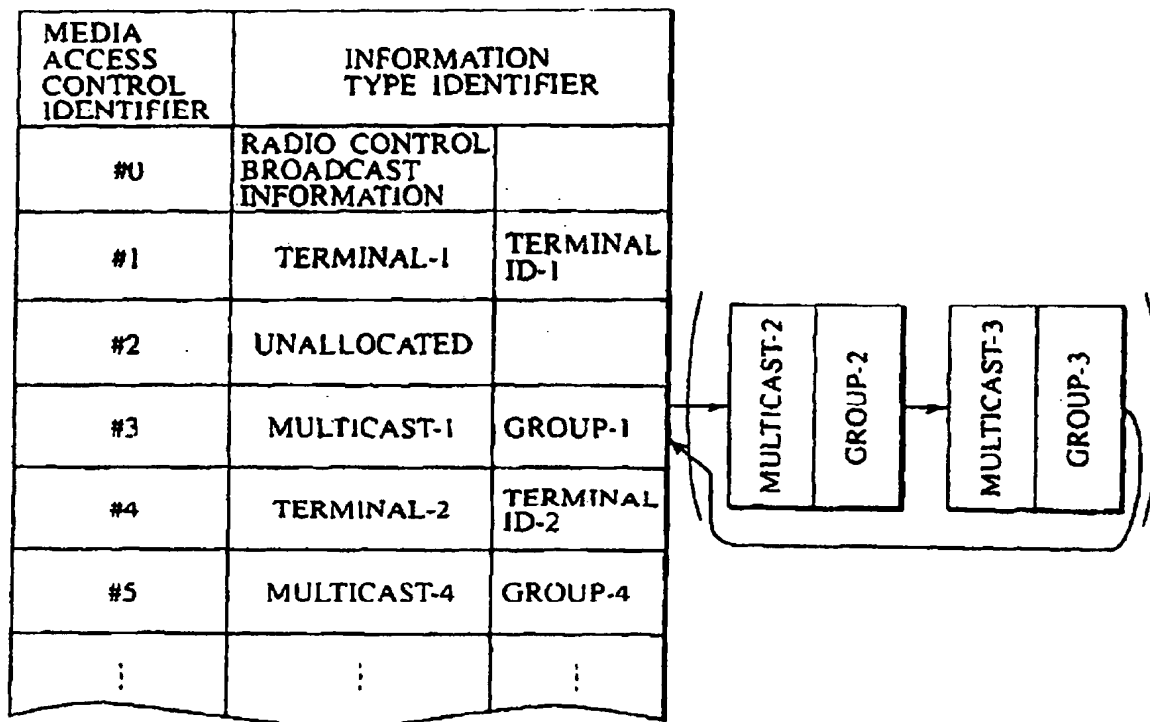 MEDIA
ACCESS
CONTROL
IDENTIFIER
INFORMATION
TYPE IDENTIFIER
#0
RADIO CONTROL
BROADCAST
INFORMATION
#1
TERMINAL-1
TERMINAL
ID-1
#2
UNALLOCATED
#3
MULTICAST-1
GROUP-1
MULTICAST-2
GROUP-2
MULTICAST-3
GROUP-3
#4
TERMINAL-2
TERMINAL
ID-2
#5
MULTICAST-4
GROUP-4